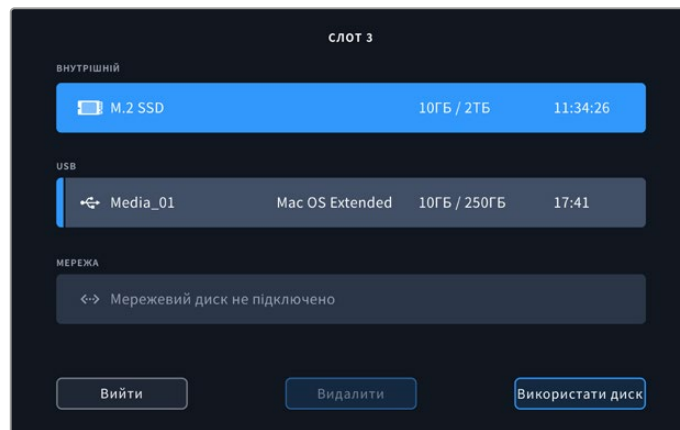 СЛОТ 3
ВНУТРІШНІЙ
M.2 SSD 10ГБ / 2ТБ 11:34:26
USB
Media_01 Mac OS Extended 10ГБ / 250ГБ 17:41
МЕРЕЖА
Мережевий диск не підключено
Вийти Видалити Використати диск